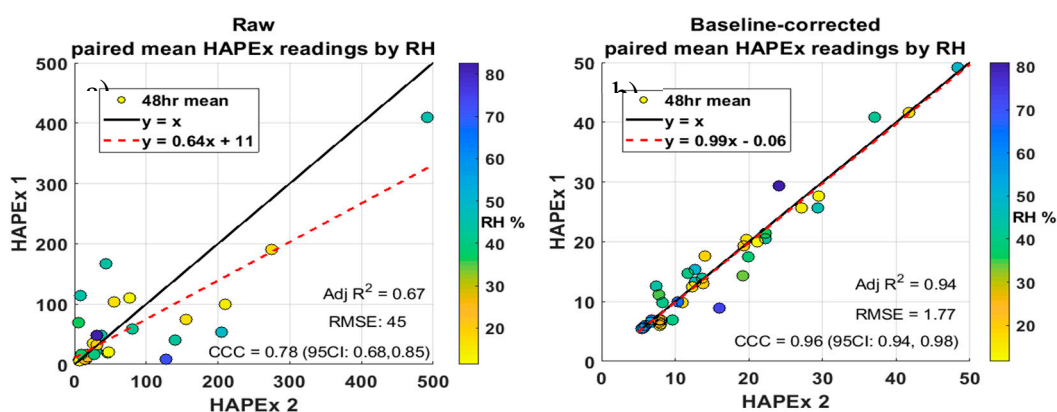 Raw
paired mean HAPEx readings by RH
500
400
300
200
100
0
HAPEx 1
a)
48hr mean
y = x
y = 0.64x + 11
Adj R² = 0.67
RMSE: 45
CCC = 0.78 (95CI: 0.68,0.85)
0 100 200 300 400 500
HAPEx 2
80
70
60
50
RH %
40
30
20
Baseline-corrected
paired mean HAPEx readings by RH
50
40
30
20
10
0
HAPEx 1
b)
48hr mean
y = x
y = 0.99x - 0.06
Adj R² = 0.94
RMSE = 1.77
CCC = 0.96 (95CI: 0.94, 0.98)
0 10 20 30 40 50
HAPEx 2
80
70
60
50
RH %
40
30
20